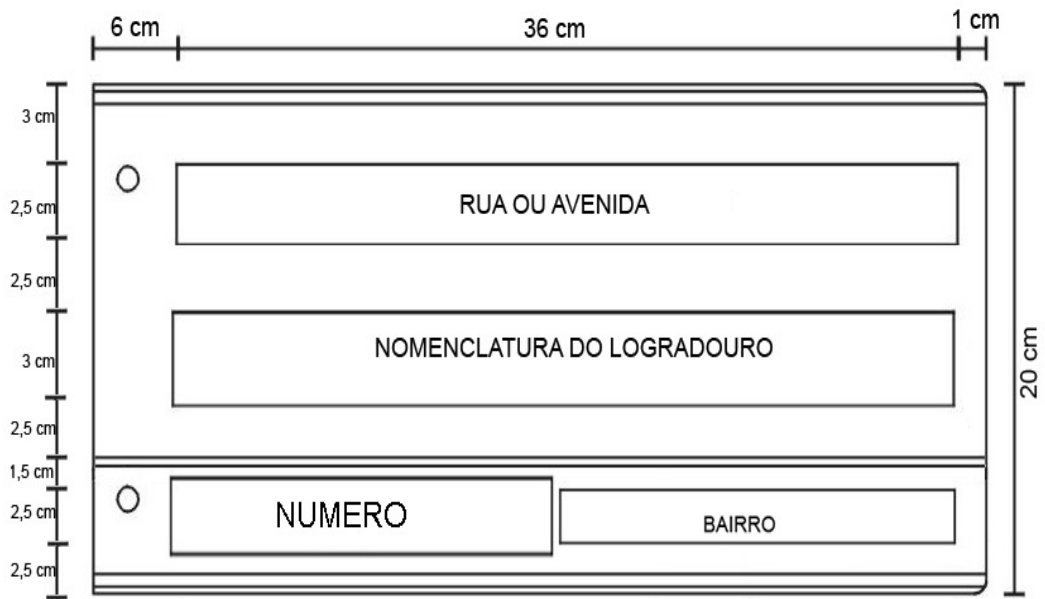 6 cm 36 cm 1 cm
3 cm
2,5 cm RUA OU AVENIDA
2,5 cm
3 cm NOMENCLATURA DO LOGRADOURO 20 cm
2,5 cm
1,5 cm
2,5 cm NUMERO BAIRRO
2,5 cm